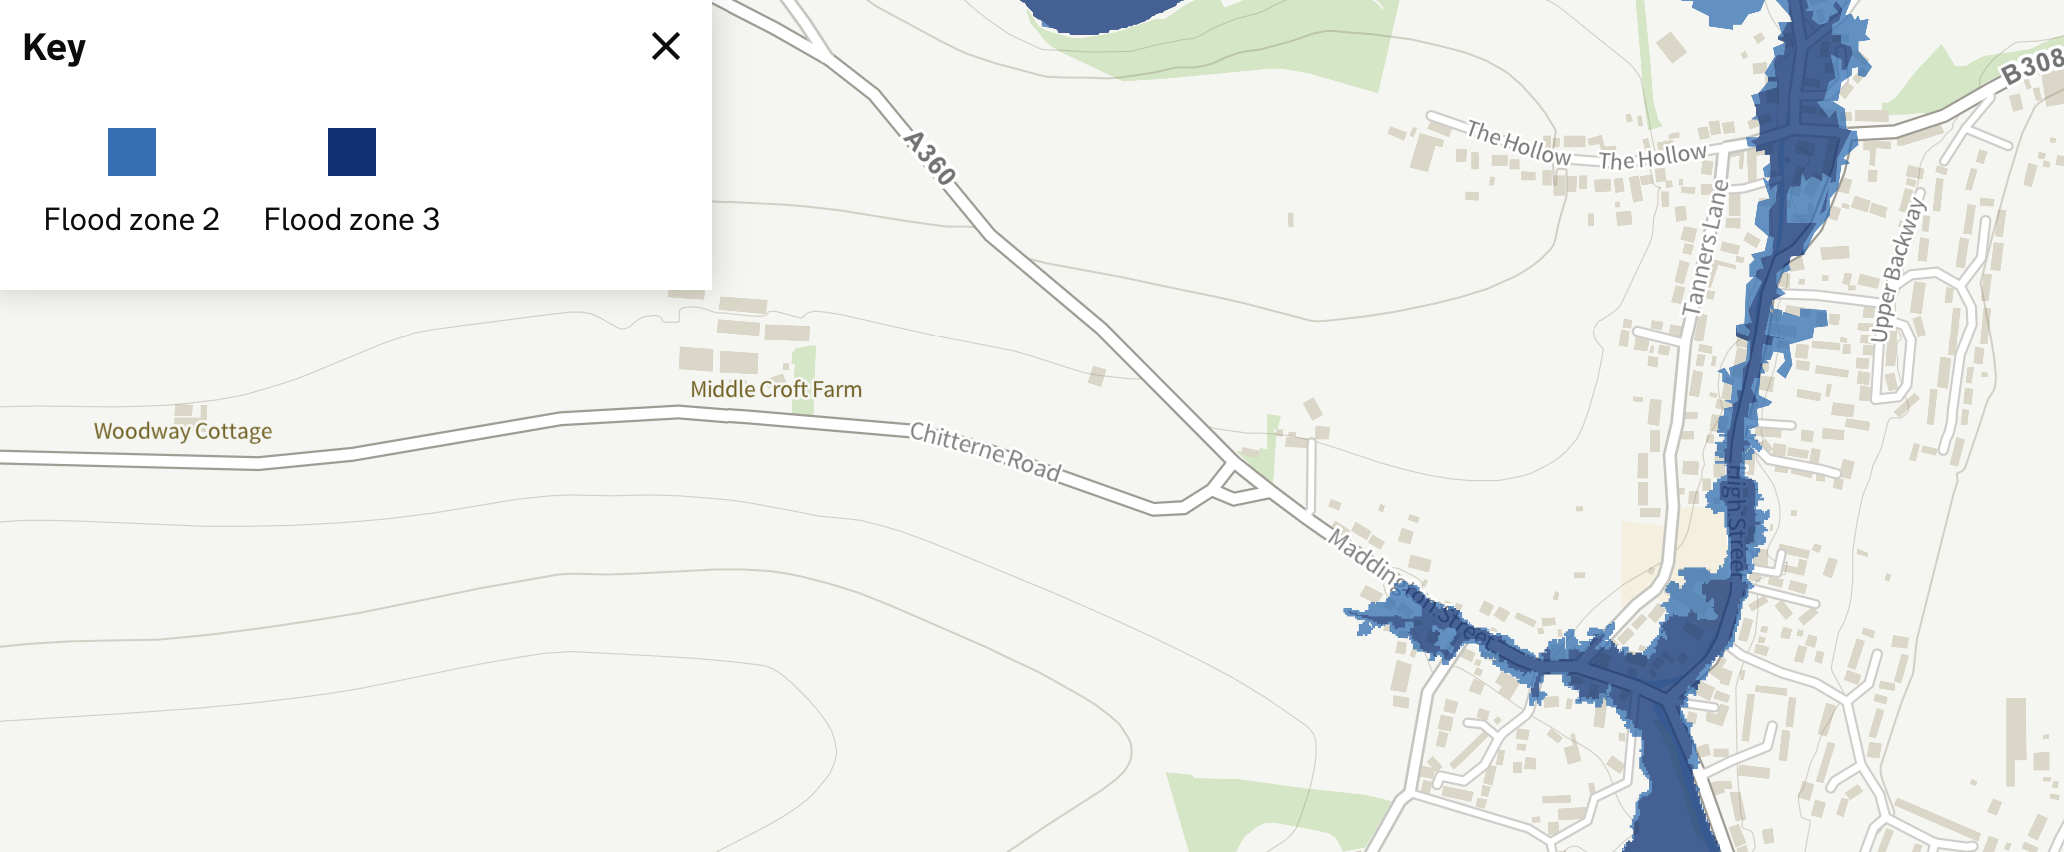 Key
Flood zone 2
Flood zone 3
A360
B308
The Hollow
The Hollow
Tanners Lane
Upper Backway
Middle Croft Farm
Woodway Cottage
Chitterne Road
Maddington Street
High Street